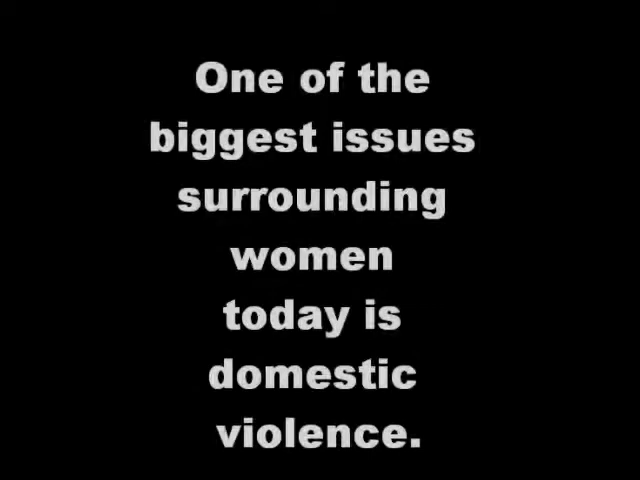 One of the
biggest issues
surrounding
women
today is
domestic
violence.